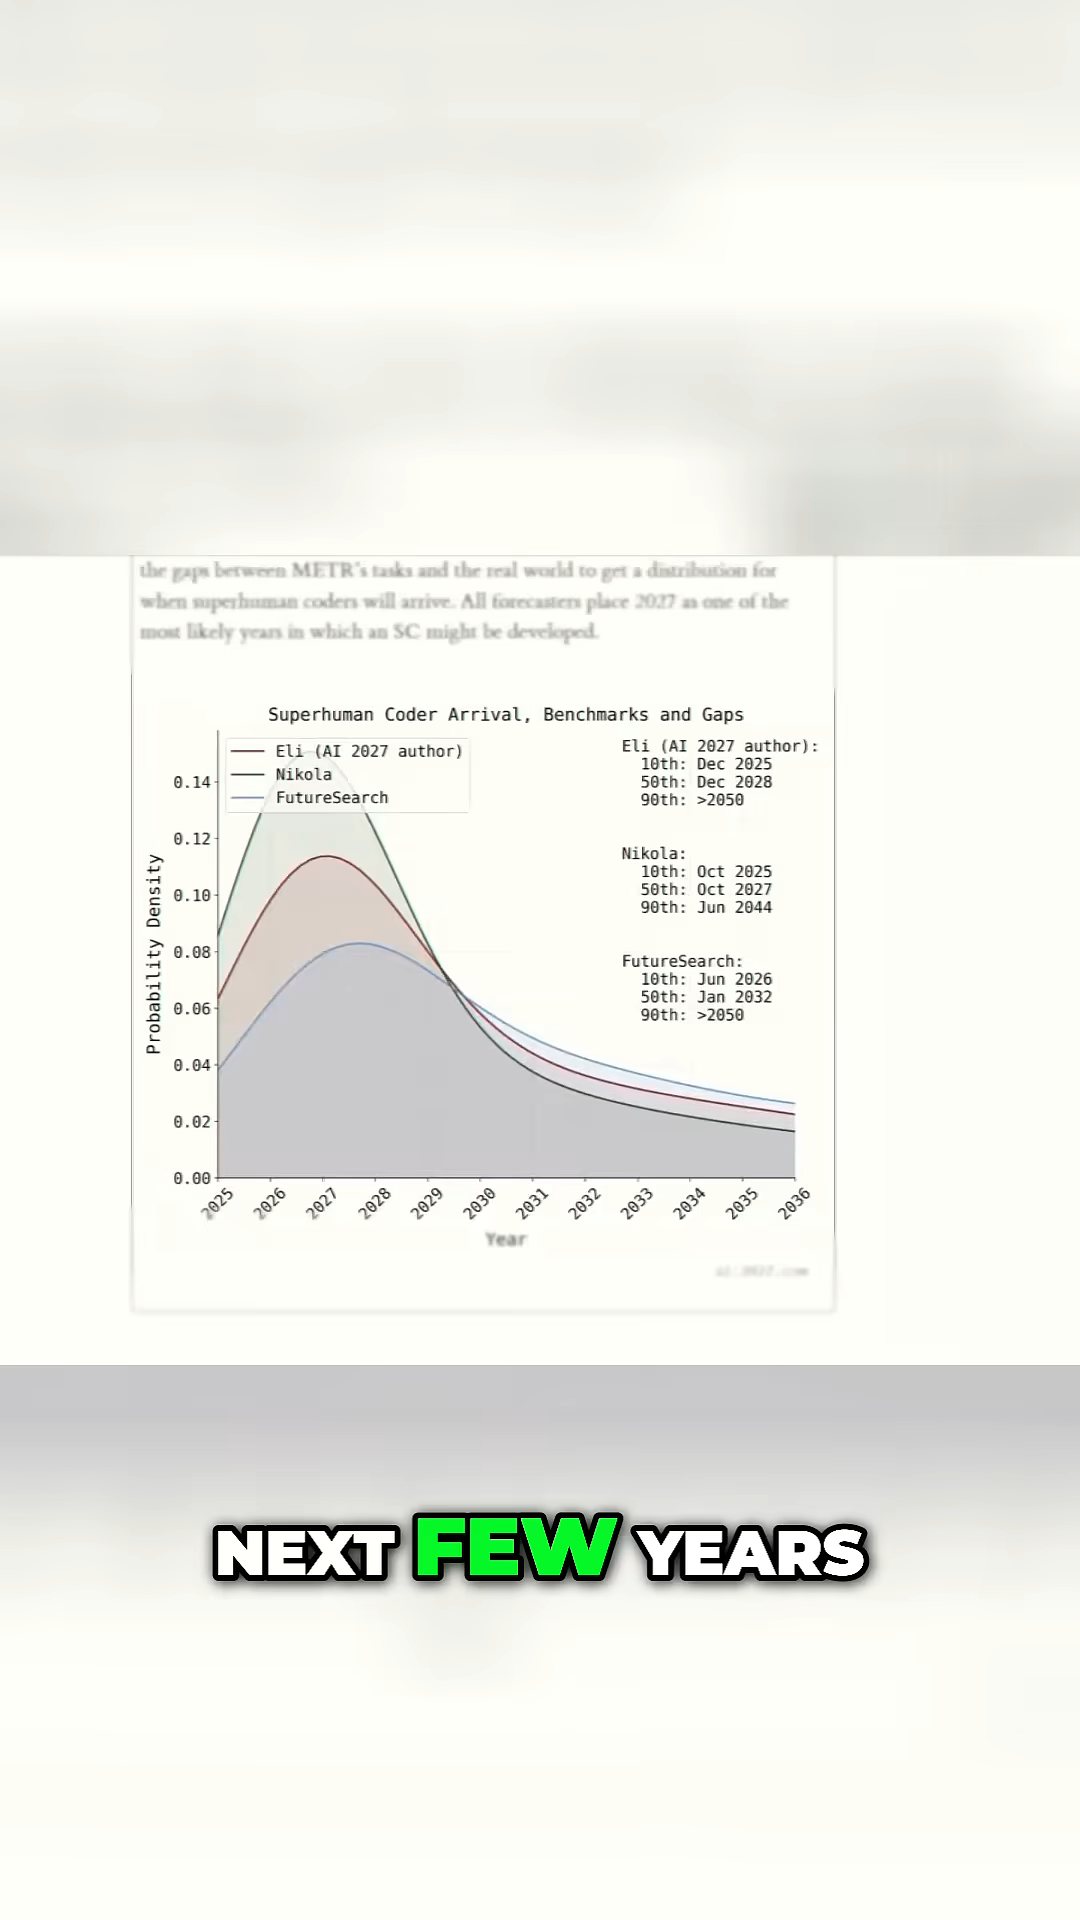 the gaps between METR's tasks and the real world to get a distribution for
when superhuman coders will arrive. All forecasters place 2027 as one of the
most likely years in which an SC might be developed.
Superhuman Coder Arrival, Benchmarks and Gaps
Eli (AI 2027 author)
Nikola
FutureSearch
Eli (AI 2027 author):
10th: Dec 2025
50th: Dec 2028
90th: >2050
Nikola:
10th: Oct 2025
50th: Oct 2027
90th: Jun 2044
FutureSearch:
10th: Jun 2026
50th: Jan 2032
90th: >2050
Probability Density
0.14
0.12
0.10
0.08
0.06
0.04
0.02
0.00
2025 2026 2027 2028 2029 2030 2031 2032 2033 2034 2035 2036
Year
NEXT FEW YEARS